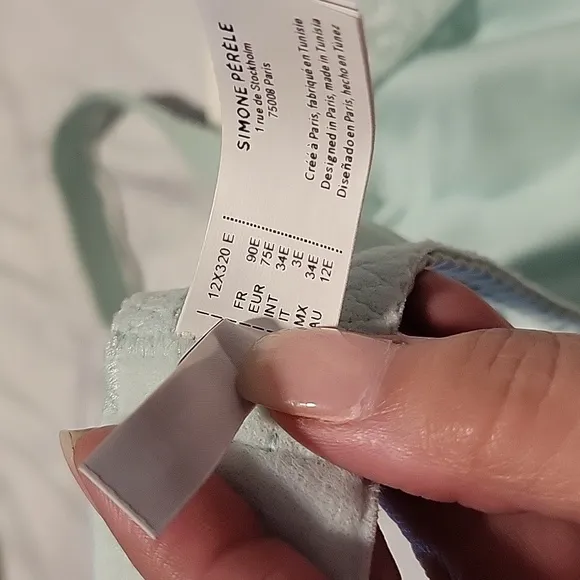 SIMONE PÉRÈLE
1 rue de Stockholm
75008 Paris
Créé à Paris, fabriqué en Tunisie
Designed in Paris, made in Tunisia
Diseñado en Paris, hecho en Túnez
12X320 E
FR 90E
EUR 75E
INT 34E
IT 3E
MX 34E
AU 12E